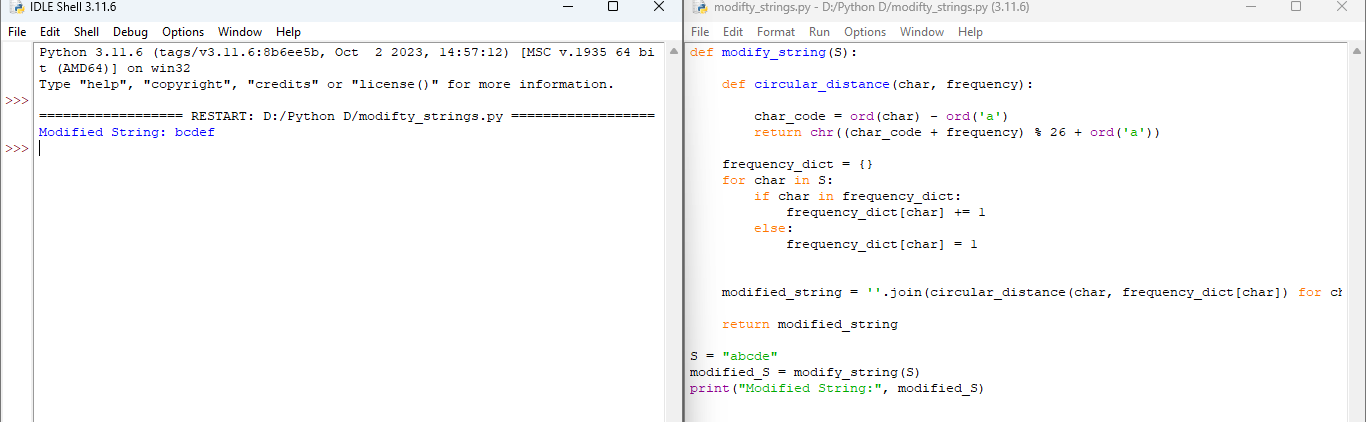 IDLE Shell 3.11.6
File Edit Shell Debug Options Window Help
Python 3.11.6 (tags/v3.11.6:8b6ee5b, Oct  2 2023, 14:57:12) [MSC v.1935 64 bi
t (AMD64)] on win32
Type "help", "copyright", "credits" or "license()" for more information.
>>>
================== RESTART: D:/Python D/modifty_strings.py ==================
Modified String: bcdef
>>>
modifty_strings.py - D:/Python D/modifty_strings.py (3.11.6)
File Edit Format Run Options Window Help
def modify_string(S):
    def circular_distance(char, frequency):
        char_code = ord(char) - ord('a')
        return chr((char_code + frequency) % 26 + ord('a'))
    frequency_dict = {}
    for char in S:
        if char in frequency_dict:
            frequency_dict[char] += 1
        else:
            frequency_dict[char] = 1
    modified_string = ''.join(circular_distance(char, frequency_dict[char]) for
    return modified_string
S = "abcde"
modified_S = modify_string(S)
print("Modified String:", modified_S)